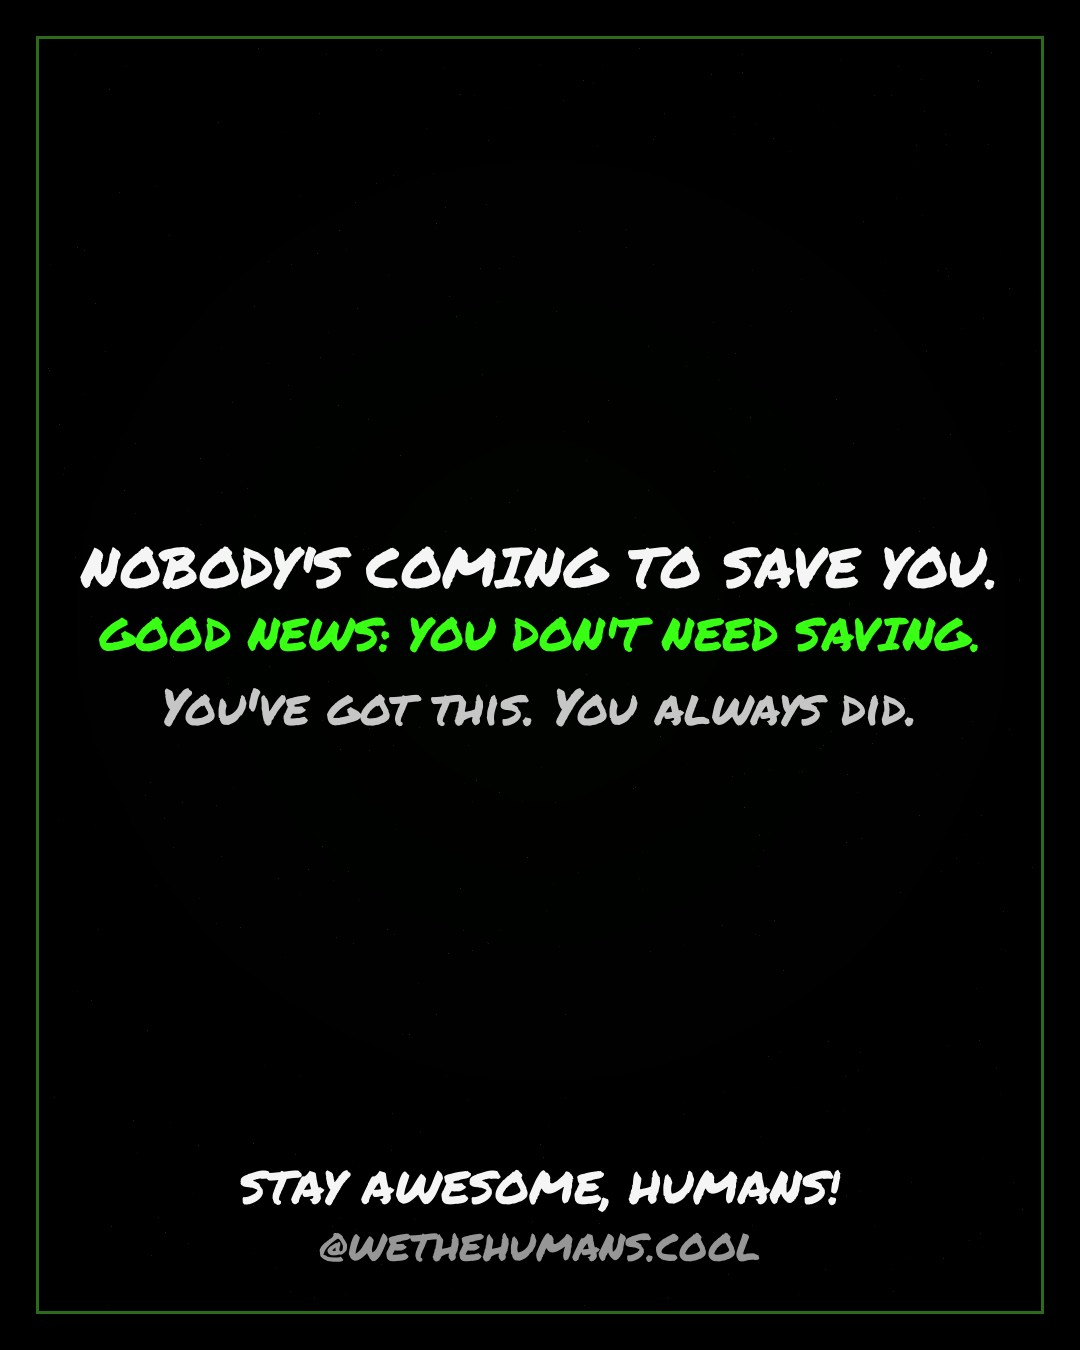 NOBODY'S COMING TO SAVE YOU.
GOOD NEWS: YOU DON'T NEED SAVING.
You've got this. You always did.
STAY AWESOME, HUMANS!
@WETHEHUMANS.COOL